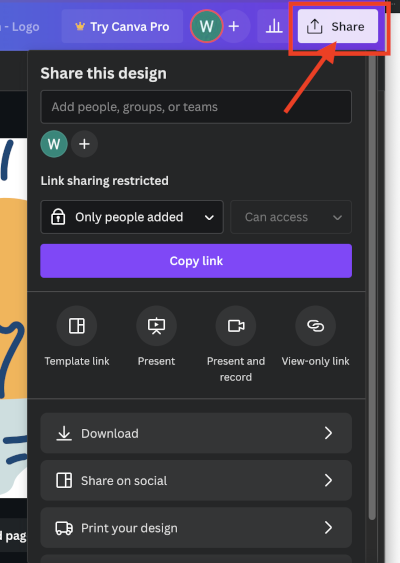 - Logo
Try Canva Pro
W
+
Share
Share this design
Add people, groups, or teams
W
+
Link sharing restricted
Only people added
Can access
Copy link
Template link
Present
Present and
record
View-only link
Download
Share on social
Print your design
pag